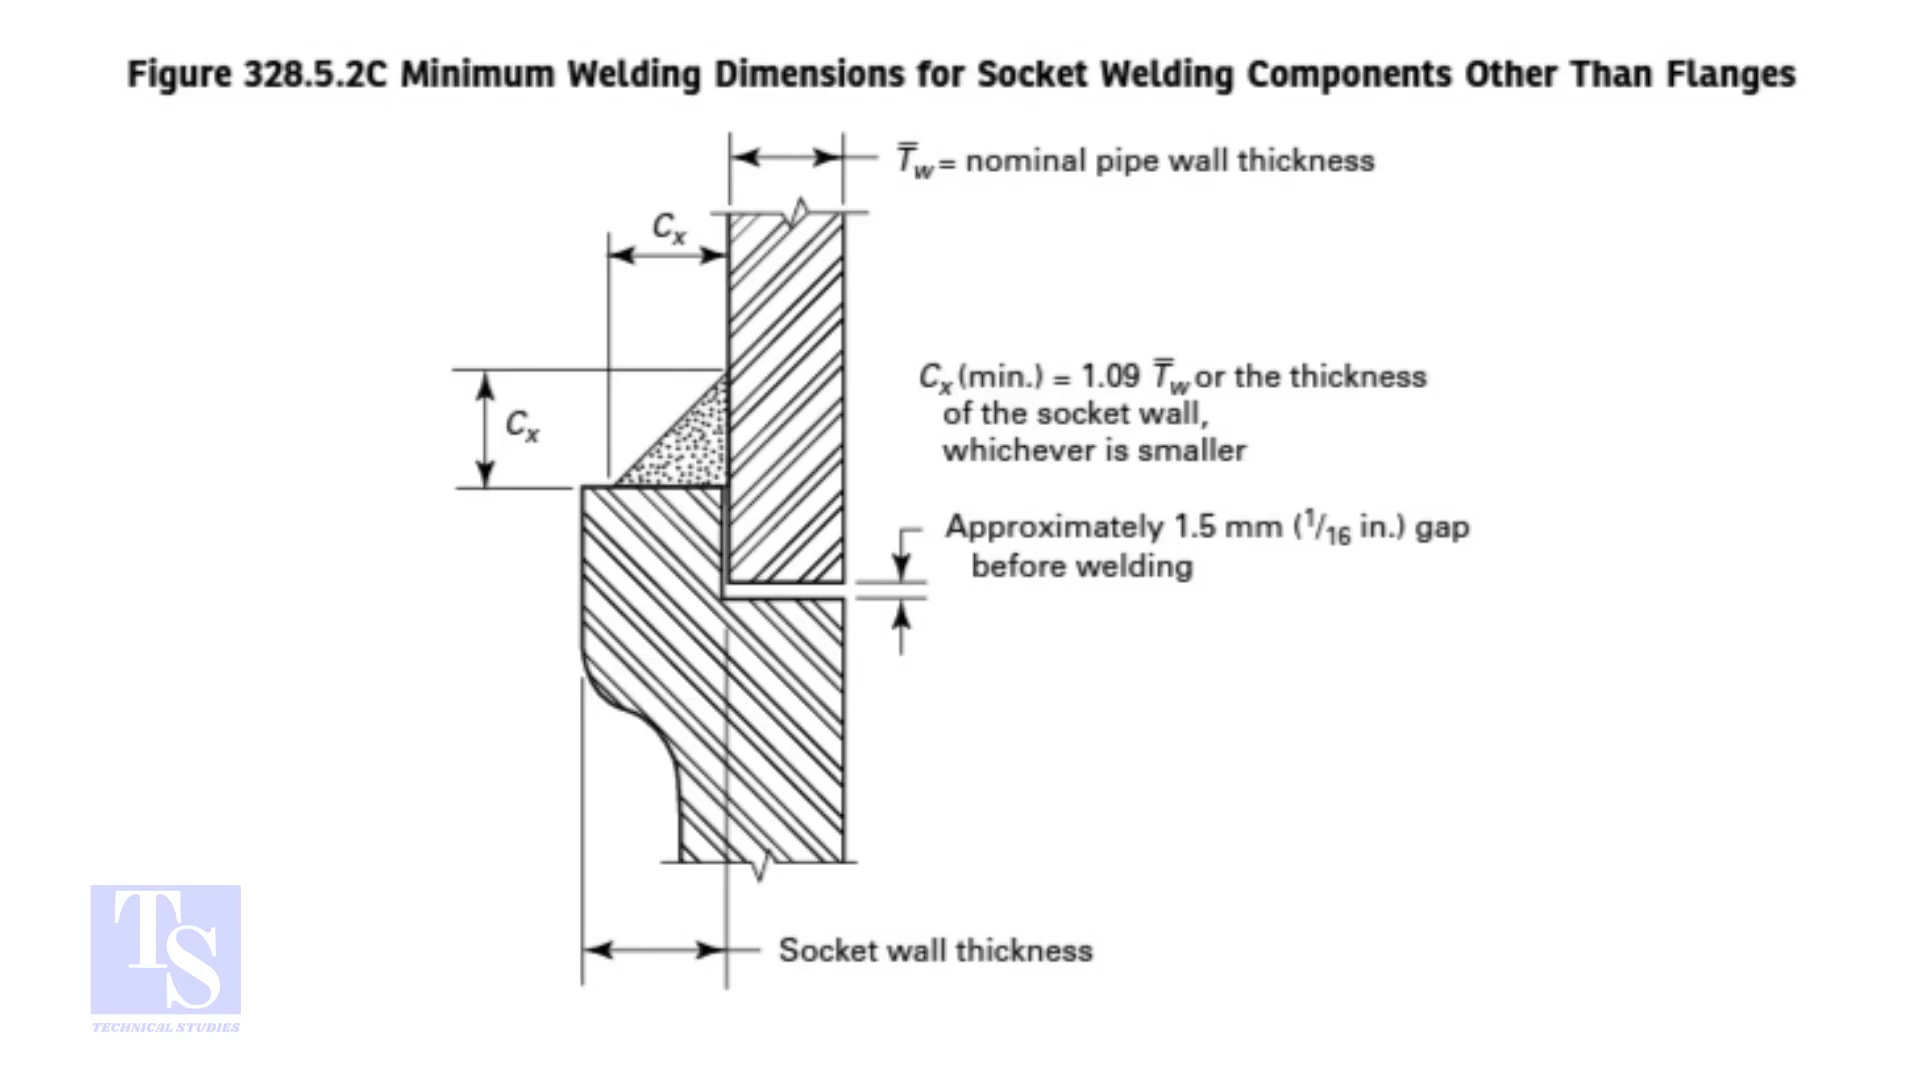 Figure 328.5.2C Minimum Welding Dimensions for Socket Welding Components Other Than Flanges
T̅w = nominal pipe wall thickness
Cx
Cx (min.) = 1.09 T̅w or the thickness
of the socket wall,
whichever is smaller
Cx
Approximately 1.5 mm (1/16 in.) gap
before welding
Socket wall thickness
TS
TECHNICAL STUDIES